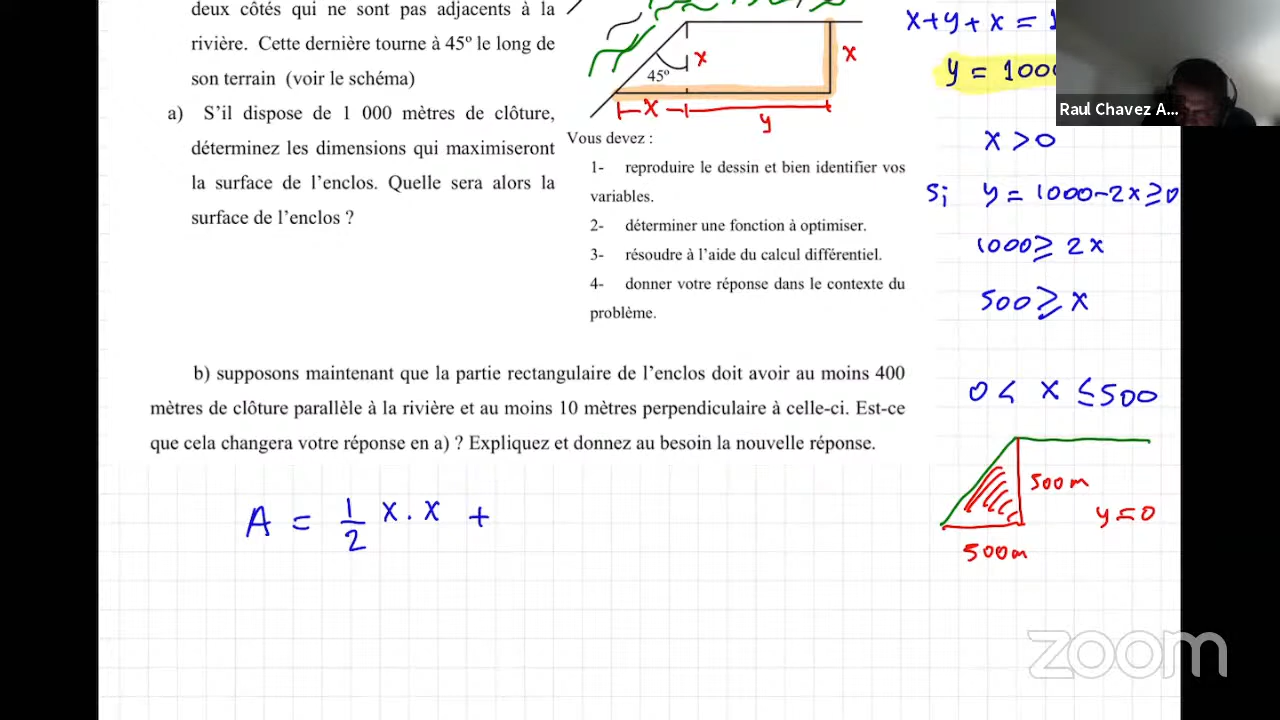 deux côtés qui ne sont pas adjacents à la
rivière. Cette dernière tourne à 45º le long de
son terrain (voir le schéma)
a) S'il dispose de 1 000 mètres de clôture,
déterminez les dimensions qui maximiseront
la surface de l'enclos. Quelle sera alors la
surface de l'enclos ?
45º
x
x
x
y
Vous devez :
1- reproduire le dessin et bien identifier vos
variables.
2- déterminer une fonction à optimiser.
3- résoudre à l'aide du calcul différentiel.
4- donner votre réponse dans le contexte du
problème.
x+y+x = 1
y = 100
Raul Chavez A...
x > 0
Si y = 1000-2x ≥ 0
1000 ≥ 2x
500 ≥ x
0 < x ≤ 500
b) supposons maintenant que la partie rectangulaire de l'enclos doit avoir au moins 400
mètres de clôture parallèle à la rivière et au moins 10 mètres perpendiculaire à celle-ci. Est-ce
que cela changera votre réponse en a) ? Expliquez et donnez au besoin la nouvelle réponse.
A = 1/2 x . x +
500m
y = 0
500m
zoom